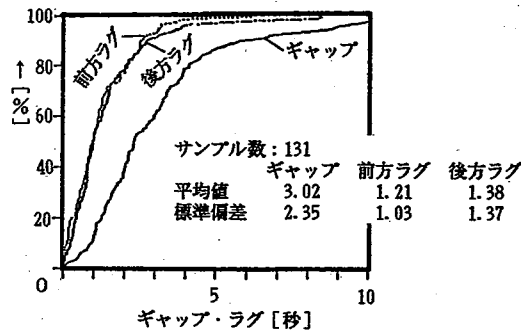 100
80
60
40
20
0
[%] →
前方ラグ
後方ラグ
ギャップ
サンプル数：131
ギャップ 前方ラグ 後方ラグ
平均値 3.02 1.21 1.38
標準偏差 2.35 1.03 1.37
5
10
ギャップ・ラグ [秒]